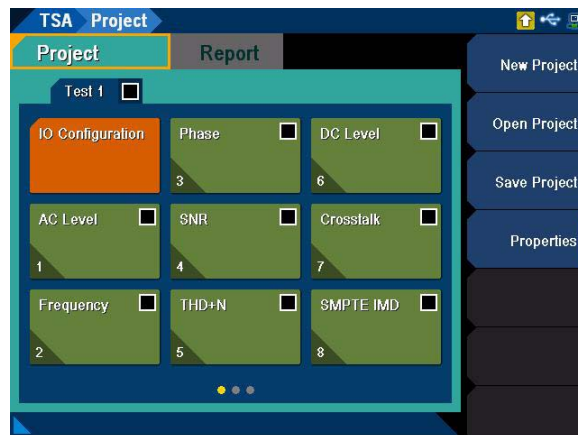 TSA Project
Project
Report
Test 1
IO Configuration
Phase
3
DC Level
6
AC Level
1
SNR
4
Crosstalk
7
Frequency
2
THD+N
5
SMPTE IMD
8
New Project
Open Project
Save Project
Properties